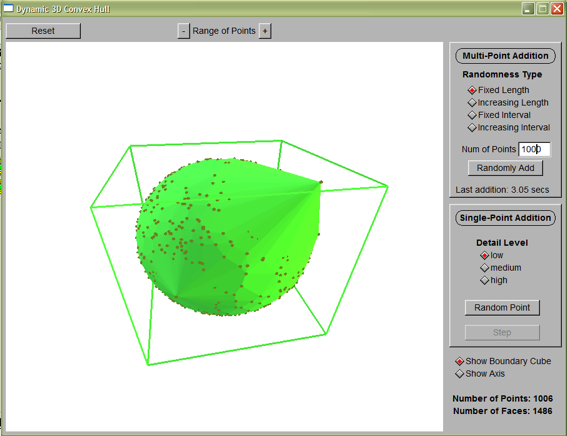 Dynamic 3D Convex Hull
Reset
- Range of Points +
Multi-Point Addition
Randomness Type
Fixed Length
Increasing Length
Fixed Interval
Increasing Interval
Num of Points 1000
Randomly Add
Last addition: 3.05 secs
Single-Point Addition
Detail Level
low
medium
high
Random Point
Step
Show Boundary Cube
Show Axis
Number of Points: 1006
Number of Faces: 1486